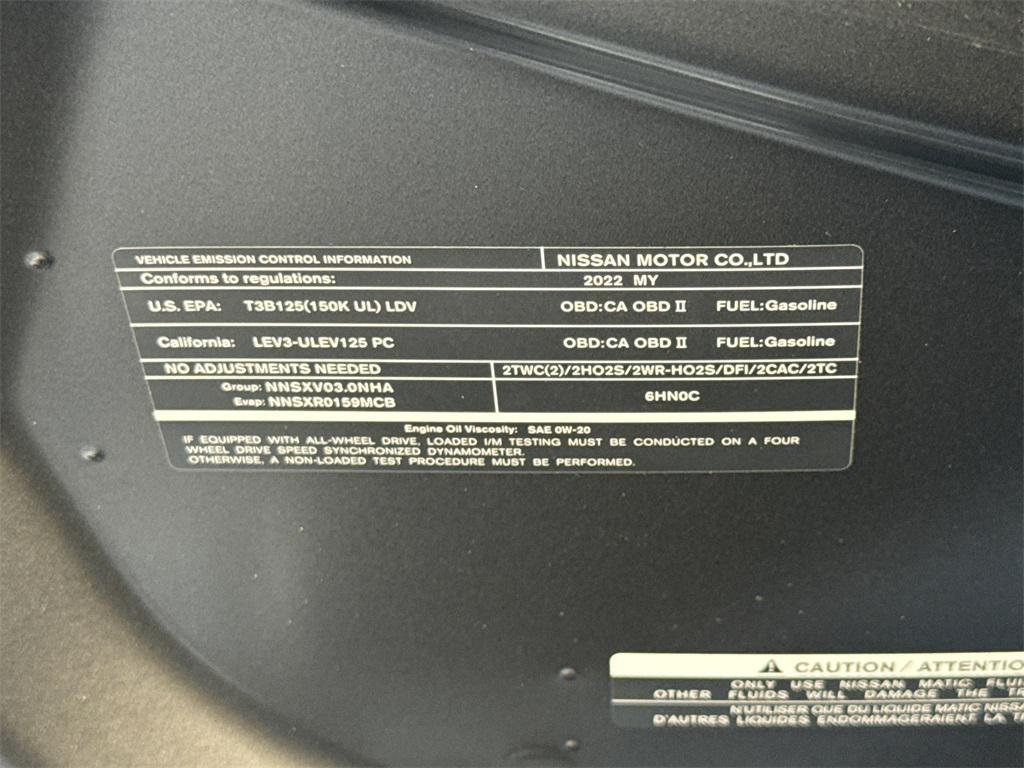 VEHICLE EMISSION CONTROL INFORMATION NISSAN MOTOR CO.,LTD
Conforms to regulations: 2022 MY
U.S. EPA: T3B125(150K UL) LDV OBD:CA OBD II FUEL:Gasoline
California: LEV3-ULEV125 PC OBD:CA OBD II FUEL:Gasoline
NO ADJUSTMENTS NEEDED 2TWC(2)/2HO2S/2WR-HO2S/DFI/2CAC/2TC
Group: NNSXV03.0NHA
Evap: NNSXR0159MCB
6HN0C
Engine Oil Viscosity: SAE 0W-20
IF EQUIPPED WITH ALL-WHEEL DRIVE, LOADED I/M TESTING MUST BE CONDUCTED ON A FOUR
WHEEL DRIVE SPEED SYNCHRONIZED DYNAMOMETER.
OTHERWISE, A NON-LOADED TEST PROCEDURE MUST BE PERFORMED.
CAUTION / ATTENTIO
ONLY USE NISSAN MATIC FLUI
OTHER FLUIDS WILL DAMAGE THE TR
N'UTILISER QUE DU LIQUIDE MATIC NISSA
D'AUTRES LIQUIDES ENDOMMAGERAIENT LA T